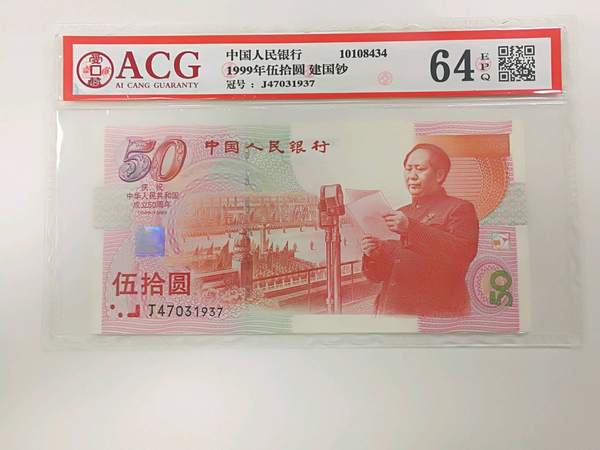 ACG
AI CANG GUARANTY
中国人民银行 10108434
1999年伍拾圆 建国钞
冠号： J47031937
64 EPQ
50
中国人民银行
庆祝
中华人民共和国
成立50周年
1949-1999
伍拾圆
J47031937
50